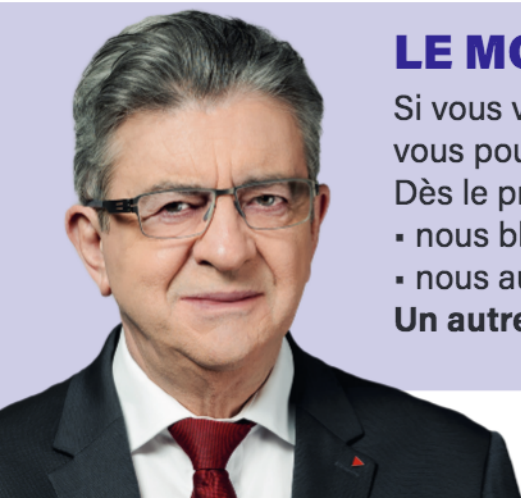 LE MO
Si vous v
vous pou
Dès le pr
▪ nous bl
▪ nous au
Un autre